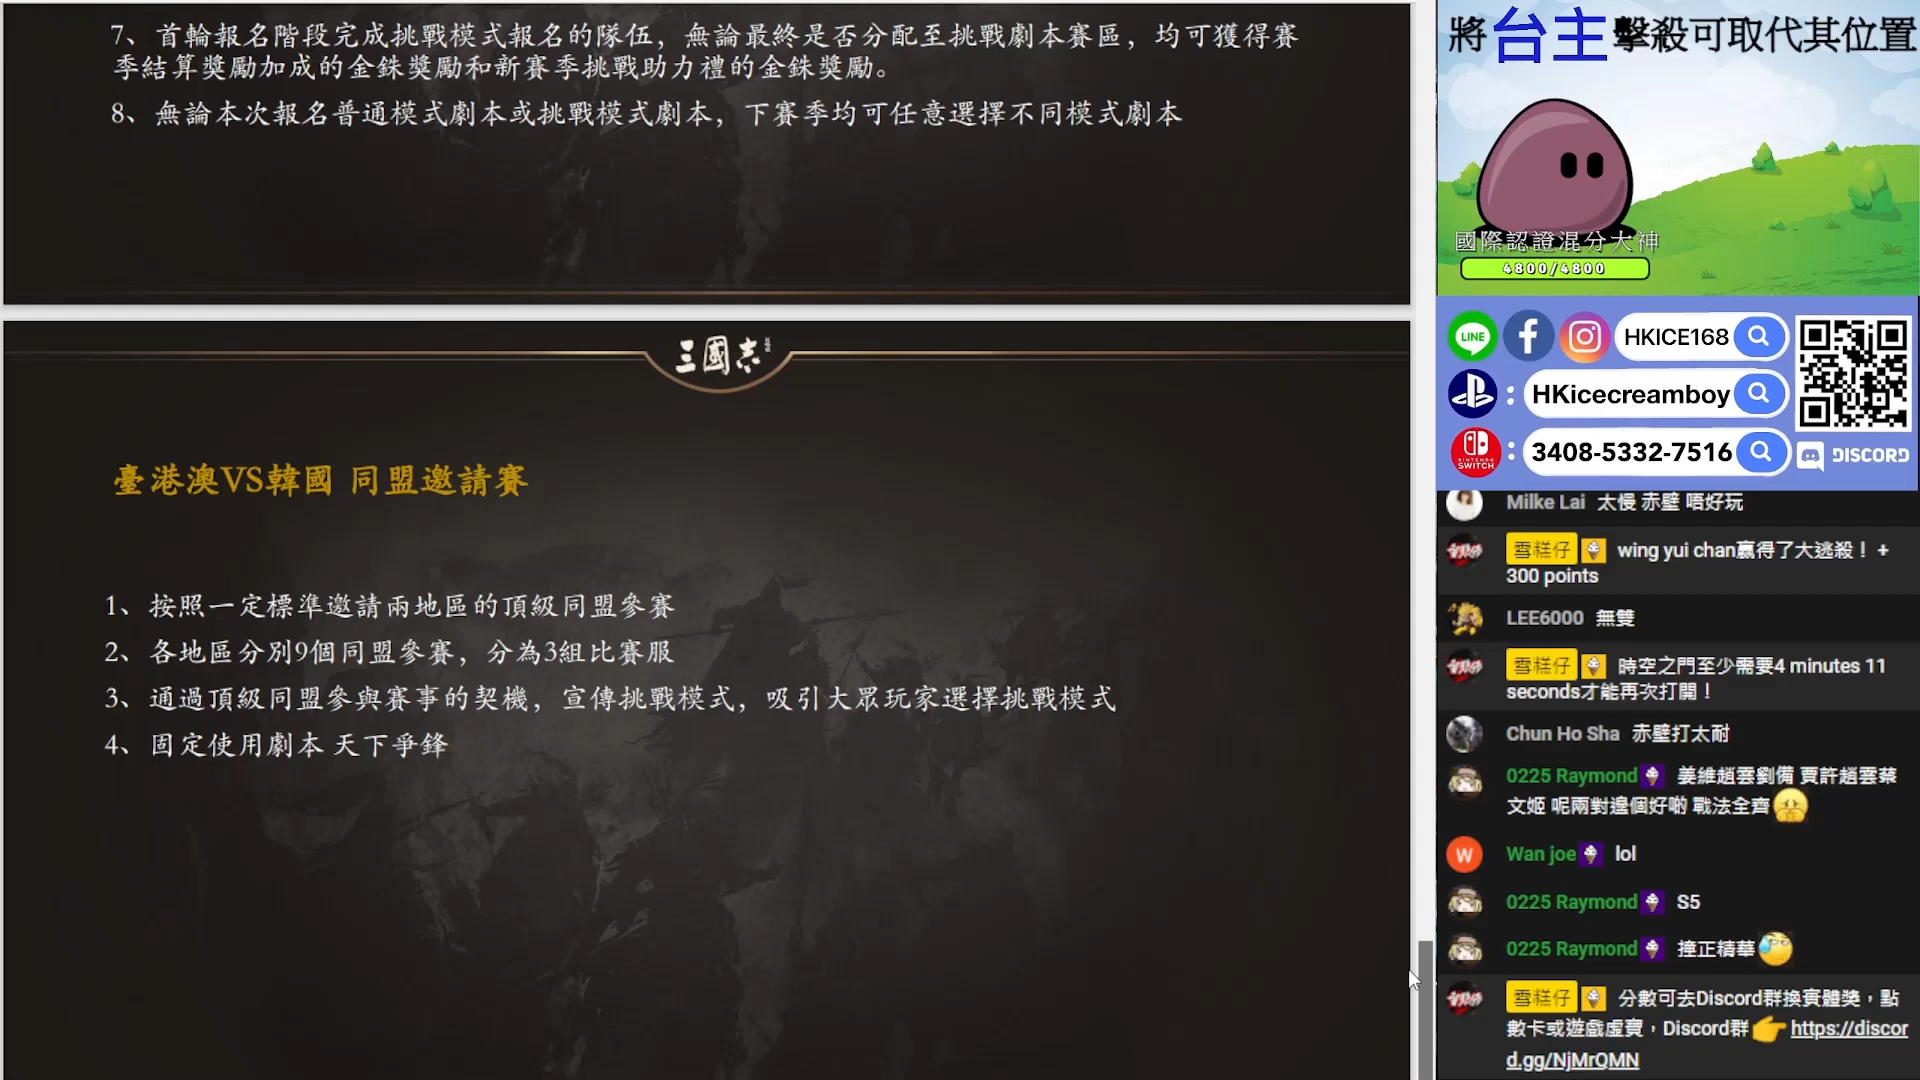 7、首輪報名階段完成挑戰模式報名的隊伍，無論最終是否分配至挑戰劇本賽區，均可獲得賽
季結算獎勵加成的金銖獎勵和新賽季挑戰助力禮的金銖獎勵。
8、無論本次報名普通模式劇本或挑戰模式劇本，下賽季均可任意選擇不同模式劇本
三國志
臺港澳VS韓國 同盟邀請賽
1、按照一定標準邀請兩地區的頂級同盟參賽
2、各地區分別9個同盟參賽，分為3組比賽服
3、通過頂級同盟參與賽事的契機，宣傳挑戰模式，吸引大眾玩家選擇挑戰模式
4、固定使用劇本 天下爭鋒
將台主擊殺可取代其位置
國際認證混分大神
4800/4800
LINE
HKICE168
: HKicecreamboy
NINTENDO
SWITCH
: 3408-5332-7516
DISCORD
Milke Lai 太慢 赤壁 唔好玩
雪糕仔 wing yui chan贏得了大逃殺！ +
300 points
LEE6000 無雙
雪糕仔 時空之門至少需要4 minutes 11
seconds才能再次打開！
Chun Ho Sha 赤壁打太耐
0225 Raymond 姜維趙雲劉備 賈許趙雲蔡
文姬 呢兩對邊個好啲 戰法全齊
W
Wan joe lol
0225 Raymond S5
0225 Raymond 撞正精華
雪糕仔 分數可去Discord群換實體獎，點
數卡或遊戲虛寶，Discord群👉https://discor
d.gg/NjMrQMN